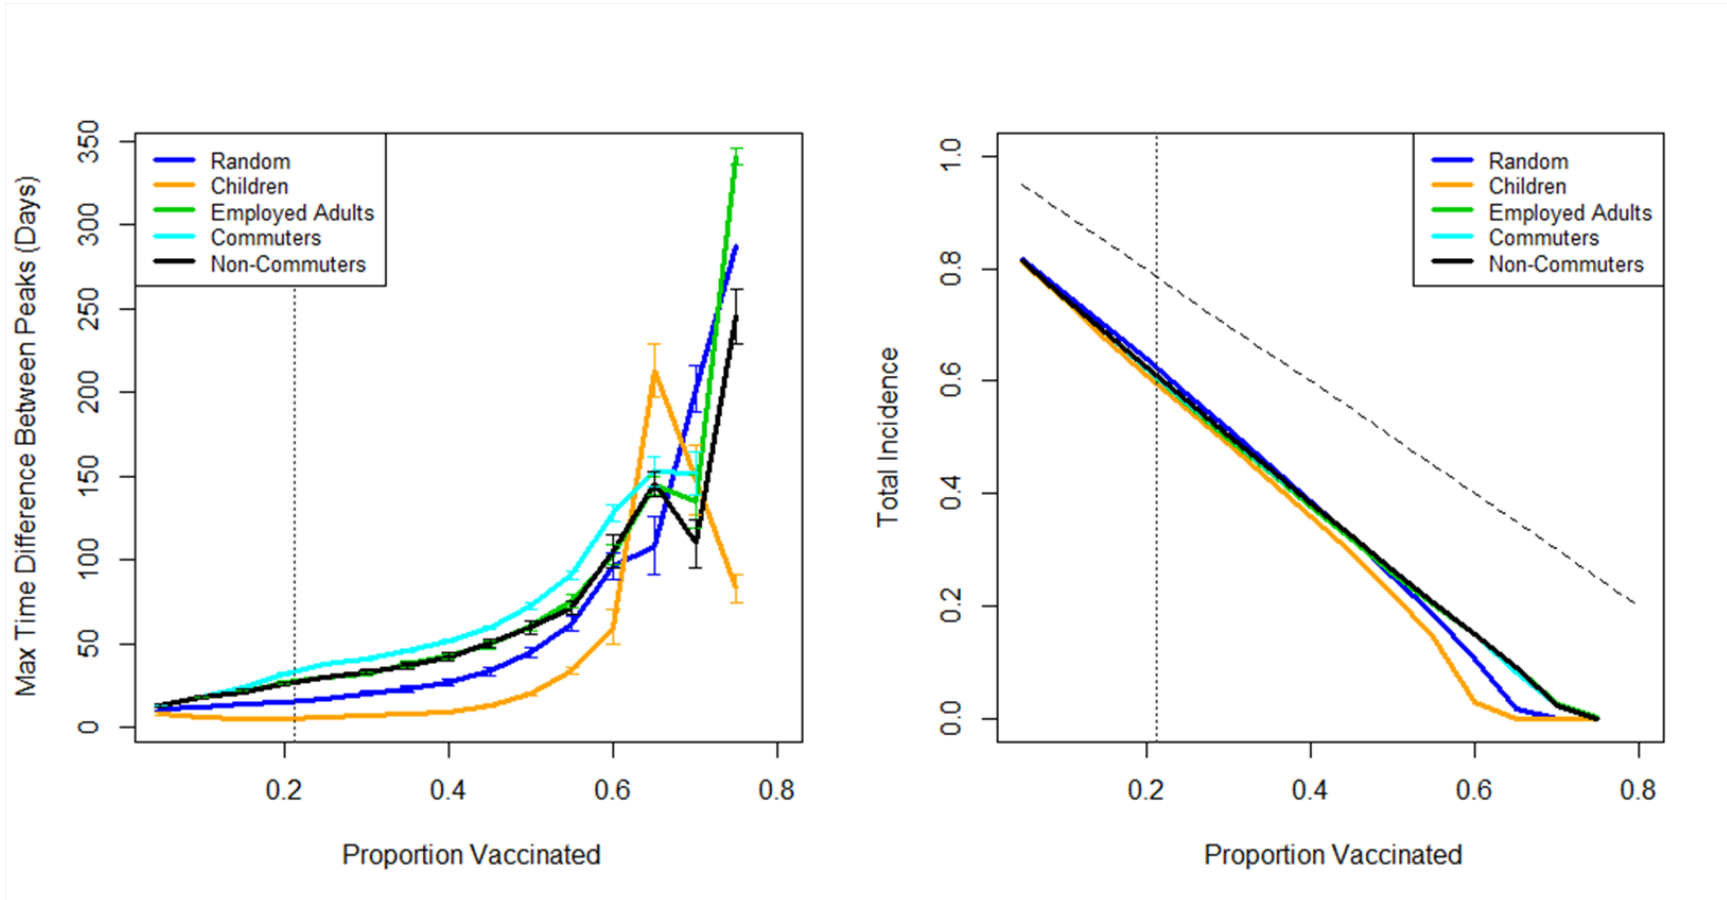 Max Time Difference Between Peaks (Days)
350
300
250
200
150
100
50
0
Random
Children
Employed Adults
Commuters
Non-Commuters
0.2 0.4 0.6 0.8
Proportion Vaccinated
Total Incidence
1.0
0.8
0.6
0.4
0.2
0.0
Random
Children
Employed Adults
Commuters
Non-Commuters
0.2 0.4 0.6 0.8
Proportion Vaccinated